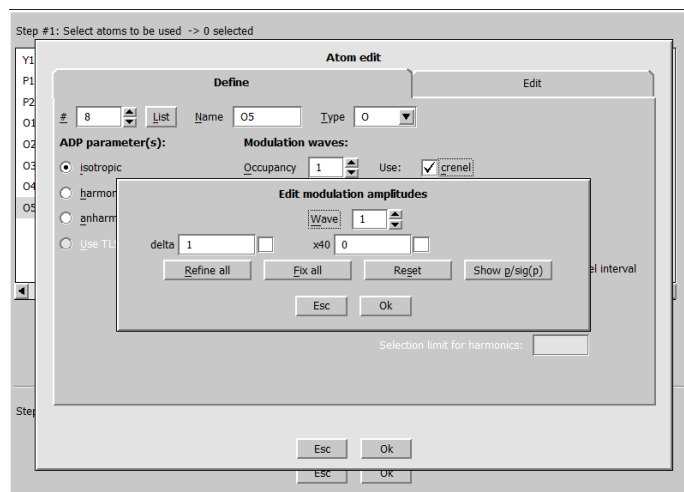 Step #1: Select atoms to be used -> 0 selected
Atom edit
Define Edit
Y1
P1
P2
O1
O2
O3
O4
O5
# 8 List Name O5 Type O
ADP parameter(s): Modulation waves:
isotropic Occupancy 1 Use: crenel
harmon
anharm
Use TLS
Edit modulation amplitudes
Wave 1
delta 1 x40 0
Refine all Fix all Reset Show p/sig(p)
el interval
Esc Ok
Selection limit for harmonics:
Step
Esc Ok
Esc Ok